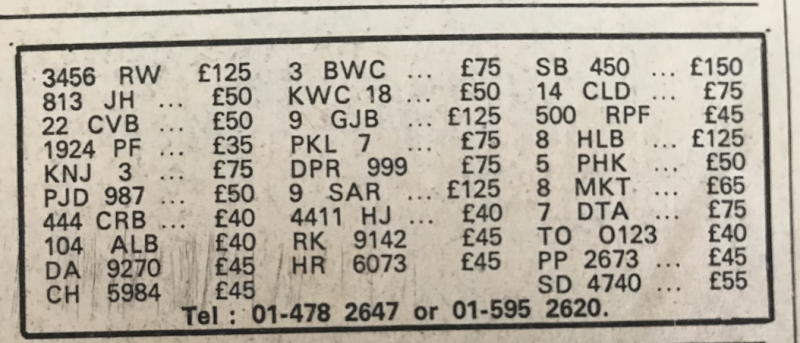 3456 RW £125
813 JH ... £50
22 CVB ... £50
1924 PF ... £35
KNJ 3 ... £75
PJD 987 ... £50
444 CRB ... £40
104 ALB £40
DA 9270 £45
CH 5984 £45
3 BWC ... £75
KWC 18 ... £50
9 GJB ... £125
PKL 7 ... £75
DPR 999 £75
9 SAR ... £125
4411 HJ ... £40
RK 9142 £45
HR 6073 £45
SB 450 ... £150
14 CLD ... £75
500 RPF £45
8 HLB ... £125
5 PHK ... £50
8 MKT ... £65
7 DTA ... £75
TO 0123 £40
PP 2673 ... £45
SD 4740 ... £55
Tel : 01-478 2647 or 01-595 2620.